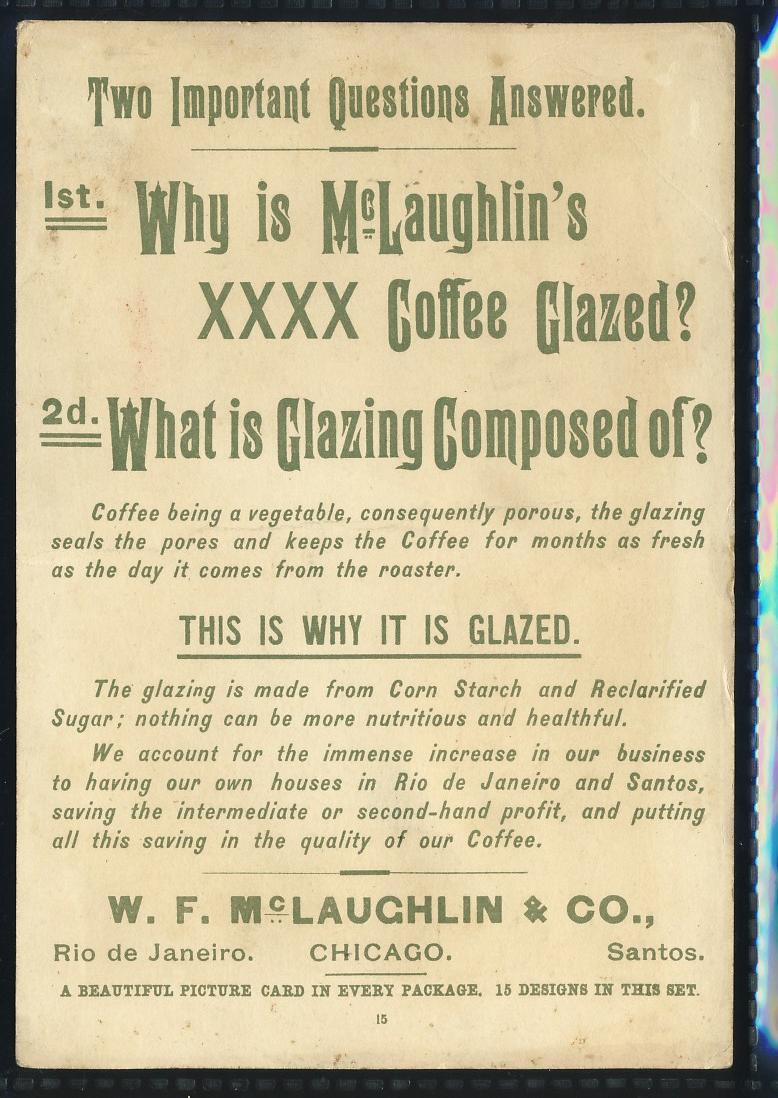 Two Important Questions Answered.
1st. Why is McLaughlin's
XXXX Coffee Glazed?
2d. What is Glazing Composed of?
Coffee being a vegetable, consequently porous, the glazing
seals the pores and keeps the Coffee for months as fresh
as the day it comes from the roaster.
THIS IS WHY IT IS GLAZED.
The glazing is made from Corn Starch and Reclarified
Sugar; nothing can be more nutritious and healthful.
We account for the immense increase in our business
to having our own houses in Rio de Janeiro and Santos,
saving the intermediate or second-hand profit, and putting
all this saving in the quality of our Coffee.
W. F. McLAUGHLIN & CO.,
Rio de Janeiro. CHICAGO. Santos.
A BEAUTIFUL PICTURE CARD IN EVERY PACKAGE. 15 DESIGNS IN THIS SET.
15